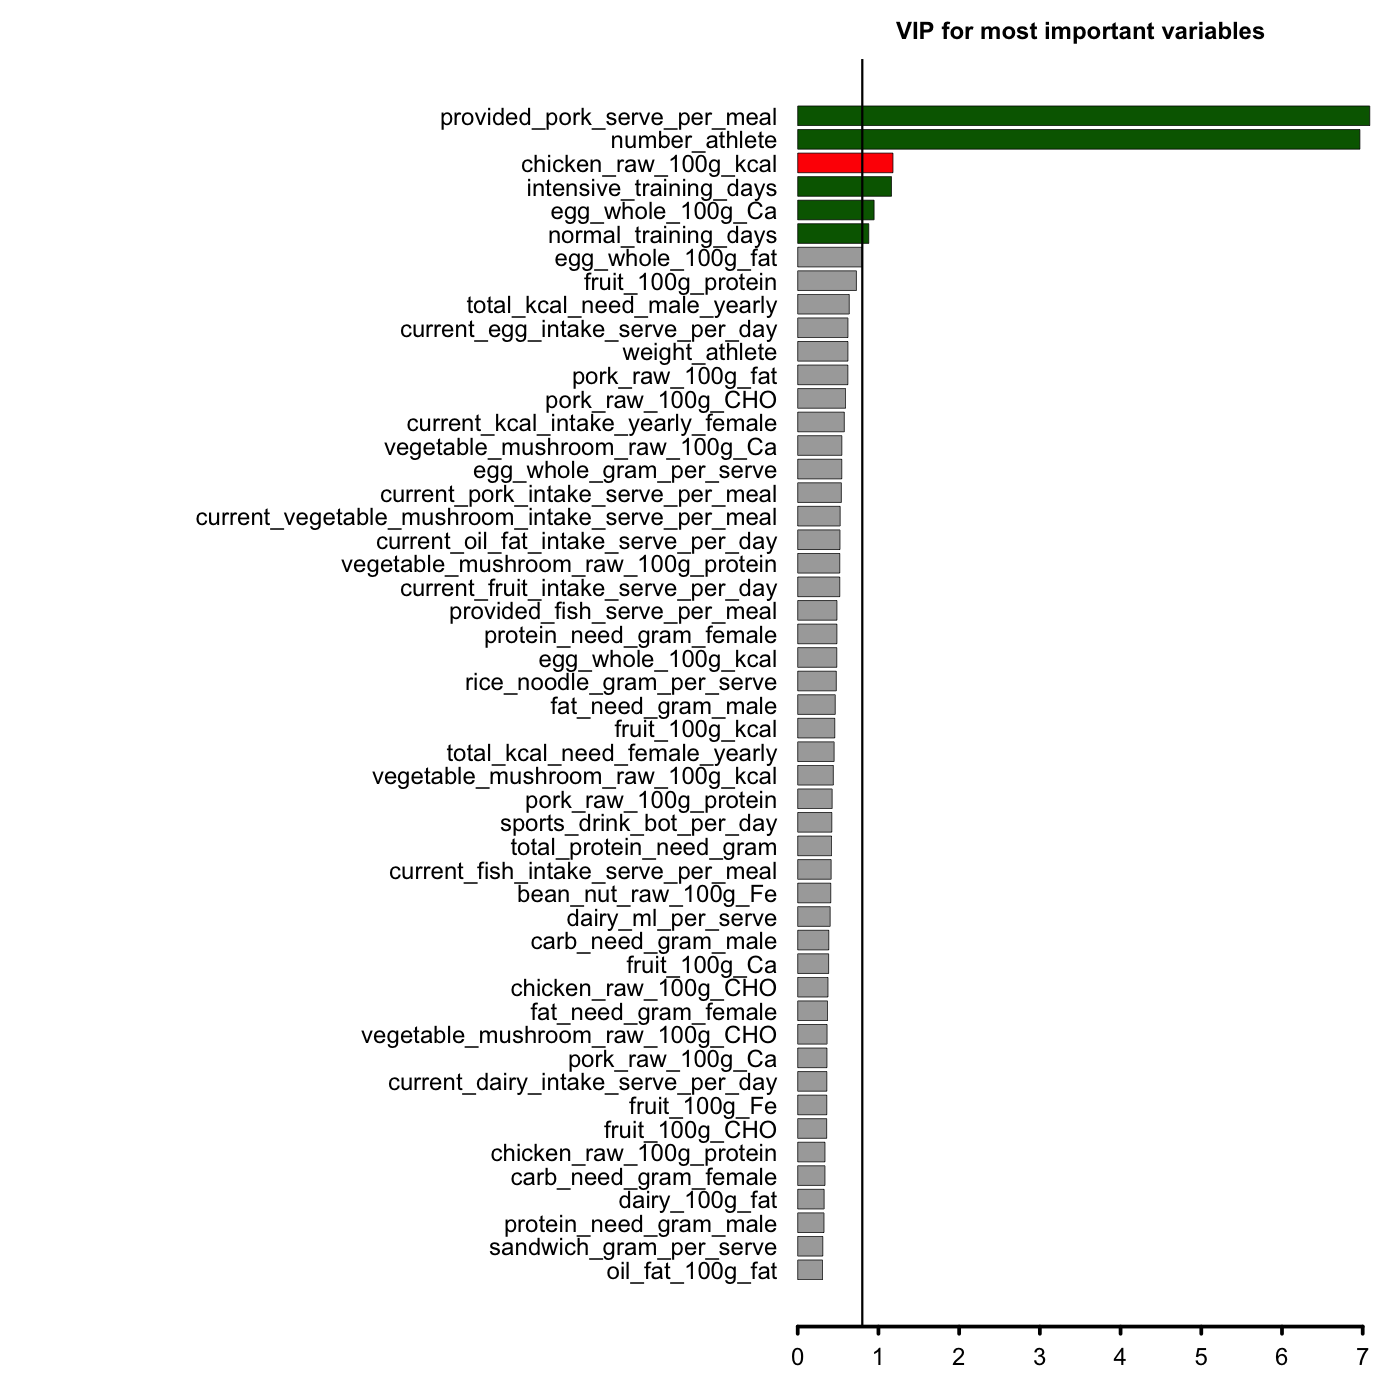 VIP for most important variables
provided_pork_serve_per_meal
number_athlete
chicken_raw_100g_kcal
intensive_training_days
egg_whole_100g_Ca
normal_training_days
egg_whole_100g_fat
fruit_100g_protein
total_kcal_need_male_yearly
current_egg_intake_serve_per_day
weight_athlete
pork_raw_100g_fat
pork_raw_100g_CHO
current_kcal_intake_yearly_female
vegetable_mushroom_raw_100g_Ca
egg_whole_gram_per_serve
current_pork_intake_serve_per_meal
current_vegetable_mushroom_intake_serve_per_meal
current_oil_fat_intake_serve_per_day
vegetable_mushroom_raw_100g_protein
current_fruit_intake_serve_per_day
provided_fish_serve_per_meal
protein_need_gram_female
egg_whole_100g_kcal
rice_noodle_gram_per_serve
fat_need_gram_male
fruit_100g_kcal
total_kcal_need_female_yearly
vegetable_mushroom_raw_100g_kcal
pork_raw_100g_protein
sports_drink_bot_per_day
total_protein_need_gram
current_fish_intake_serve_per_meal
bean_nut_raw_100g_Fe
dairy_ml_per_serve
carb_need_gram_male
fruit_100g_Ca
chicken_raw_100g_CHO
fat_need_gram_female
vegetable_mushroom_raw_100g_CHO
pork_raw_100g_Ca
current_dairy_intake_serve_per_day
fruit_100g_Fe
fruit_100g_CHO
chicken_raw_100g_protein
carb_need_gram_female
dairy_100g_fat
protein_need_gram_male
sandwich_gram_per_serve
oil_fat_100g_fat
0 1 2 3 4 5 6 7